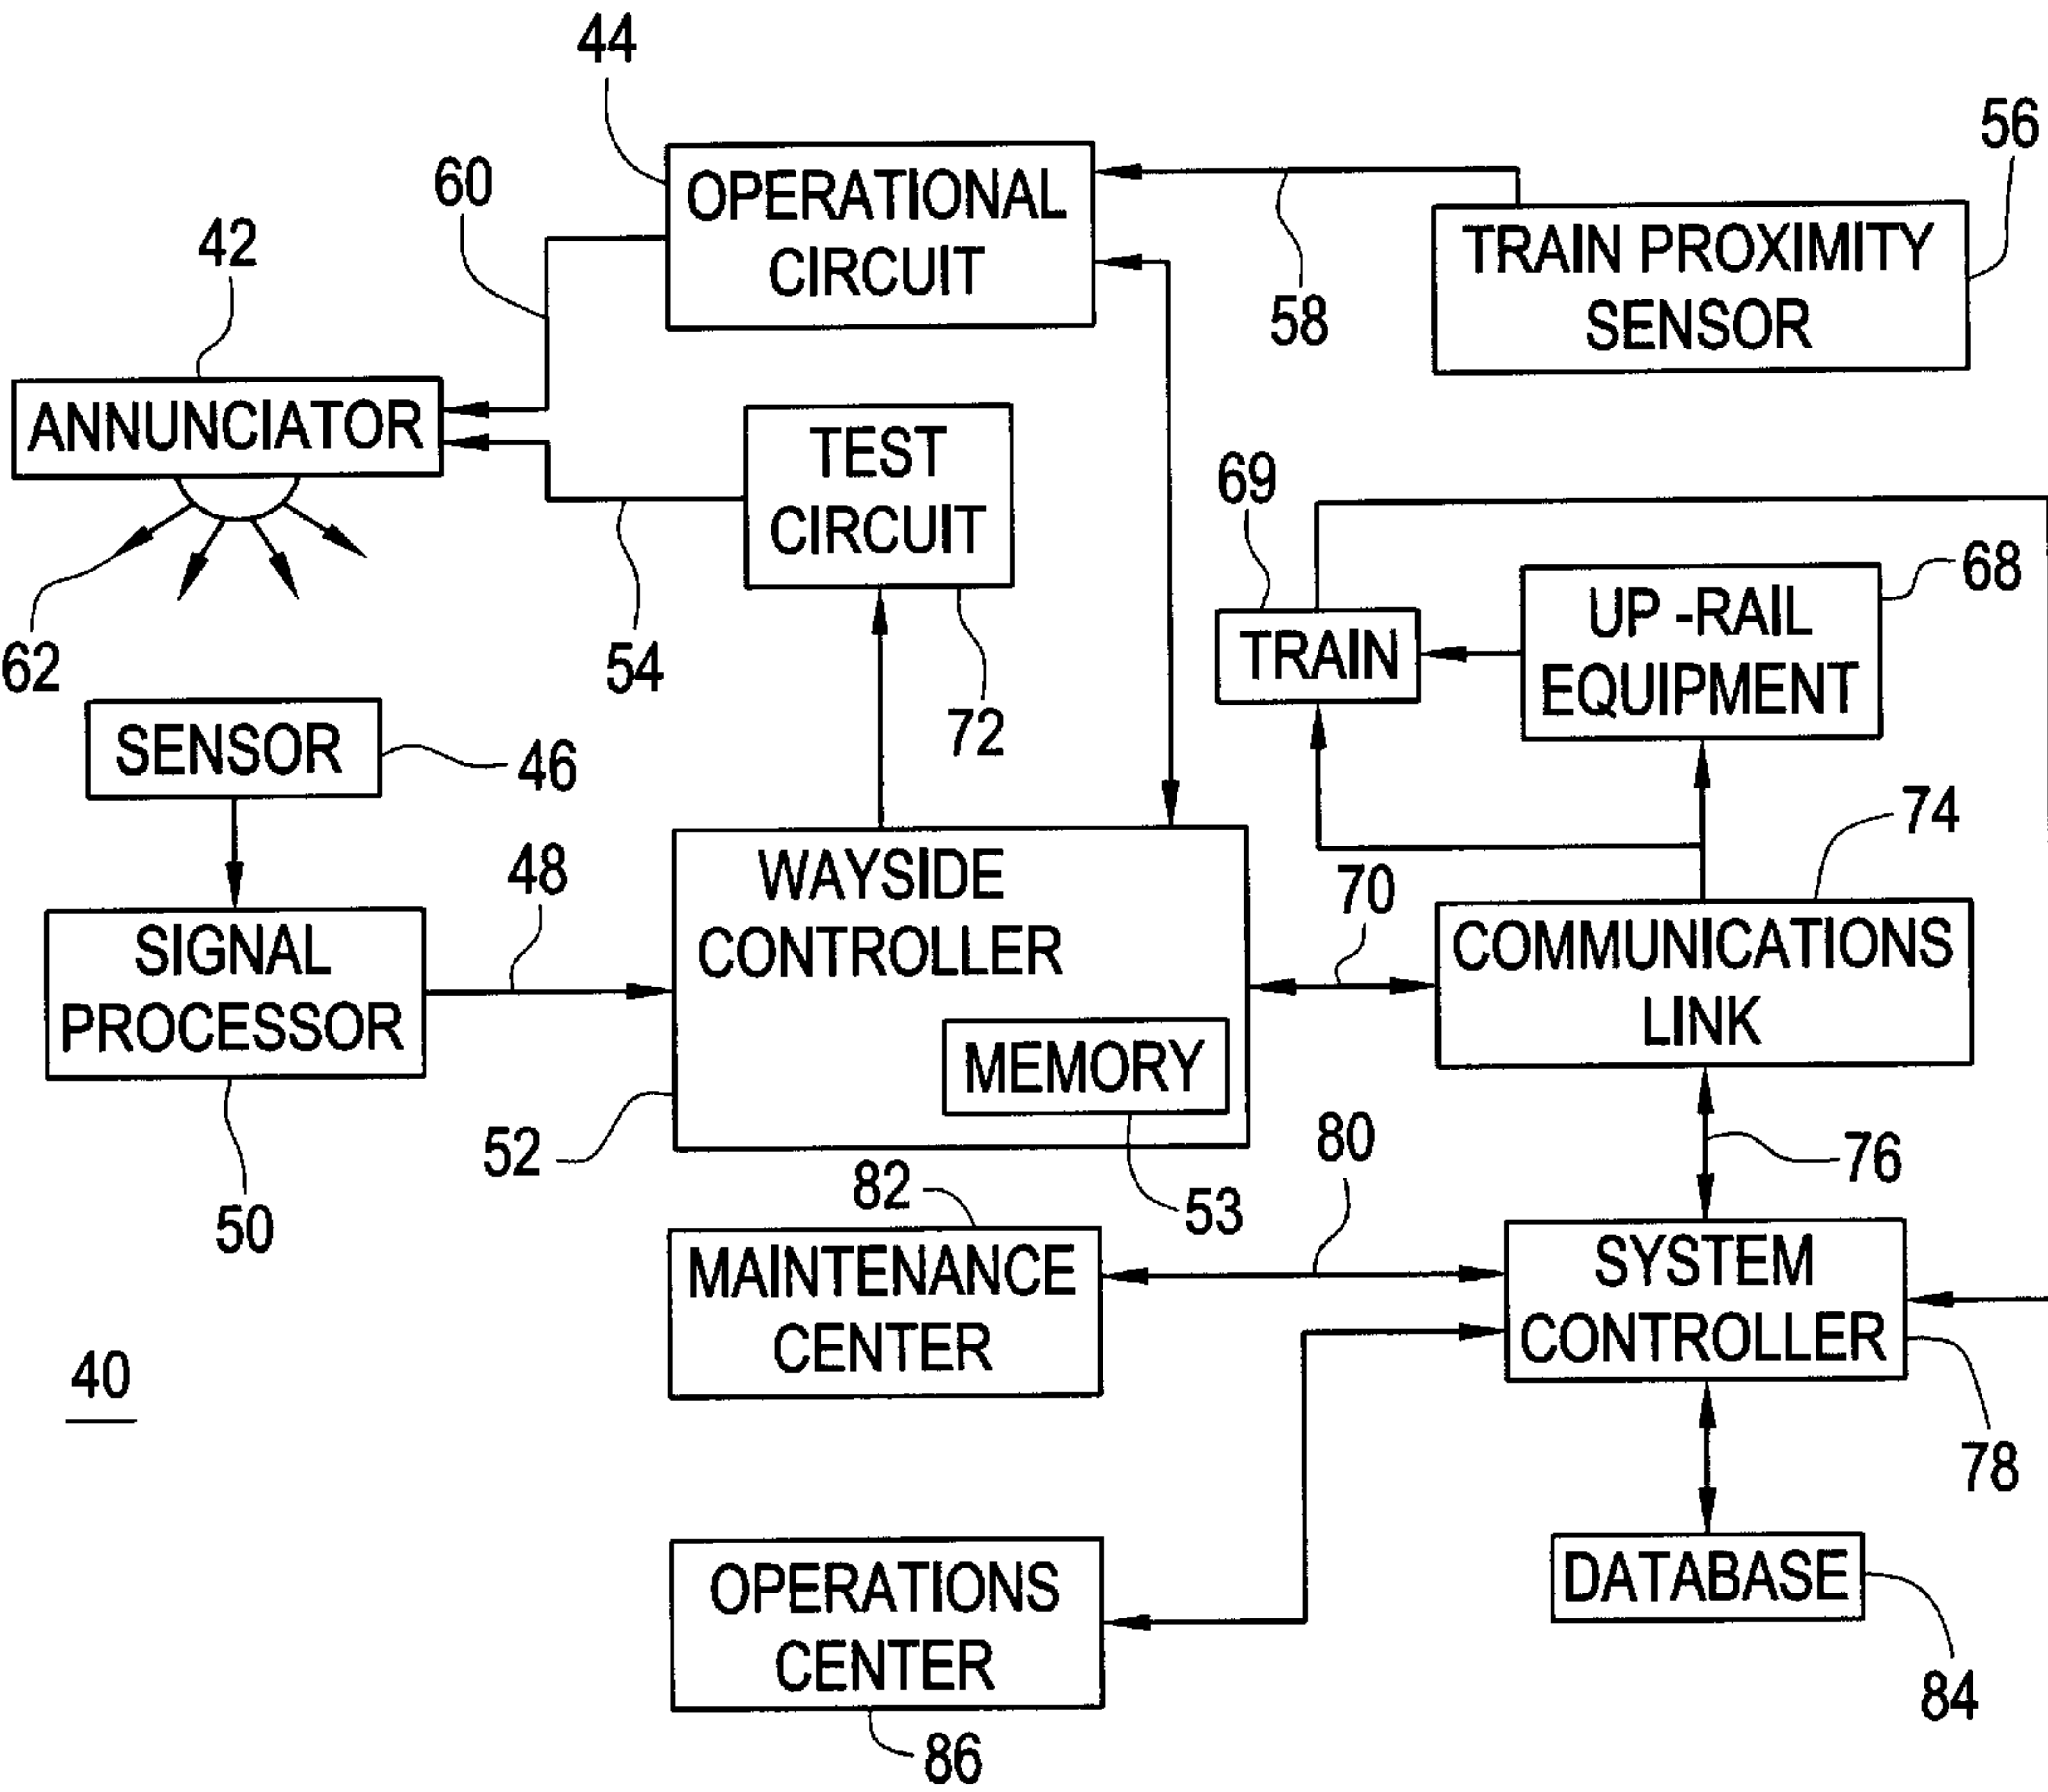 44
56
60
OPERATIONAL
CIRCUIT
42
58
TRAIN PROXIMITY
SENSOR
ANNUNCIATOR
TEST
CIRCUIT
69
68
62
54
72
UP -RAIL
EQUIPMENT
TRAIN
SENSOR
46
74
48
70
WAYSIDE
CONTROLLER
SIGNAL
PROCESSOR
COMMUNICATIONS
LINK
MEMORY
52
50
82
53
80
76
MAINTENANCE
CENTER
SYSTEM
CONTROLLER
40
78
OPERATIONS
CENTER
DATABASE
84
86